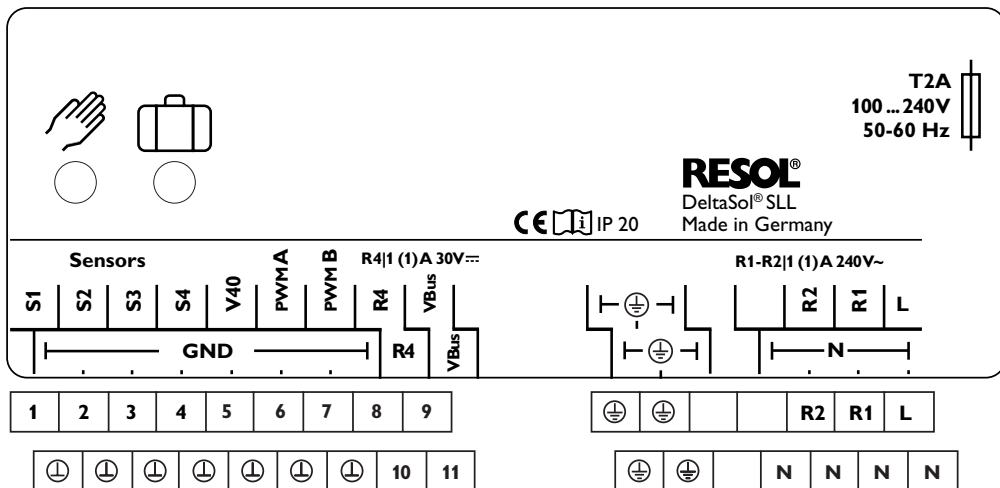 T2A
100 ... 240V
50-60 Hz
RESOL®
DeltaSol® SLL
CE i IP 20 Made in Germany
Sensors R4|1 (1) A 30V⎓ R1-R2|1 (1) A 240V~
S1 S2 S3 S4 V40 PWM A PWM B R4 VBus R2 R1 L
GND R4 VBus N
1 2 3 4 5 6 7 8 9 R2 R1 L
10 11 N N N N